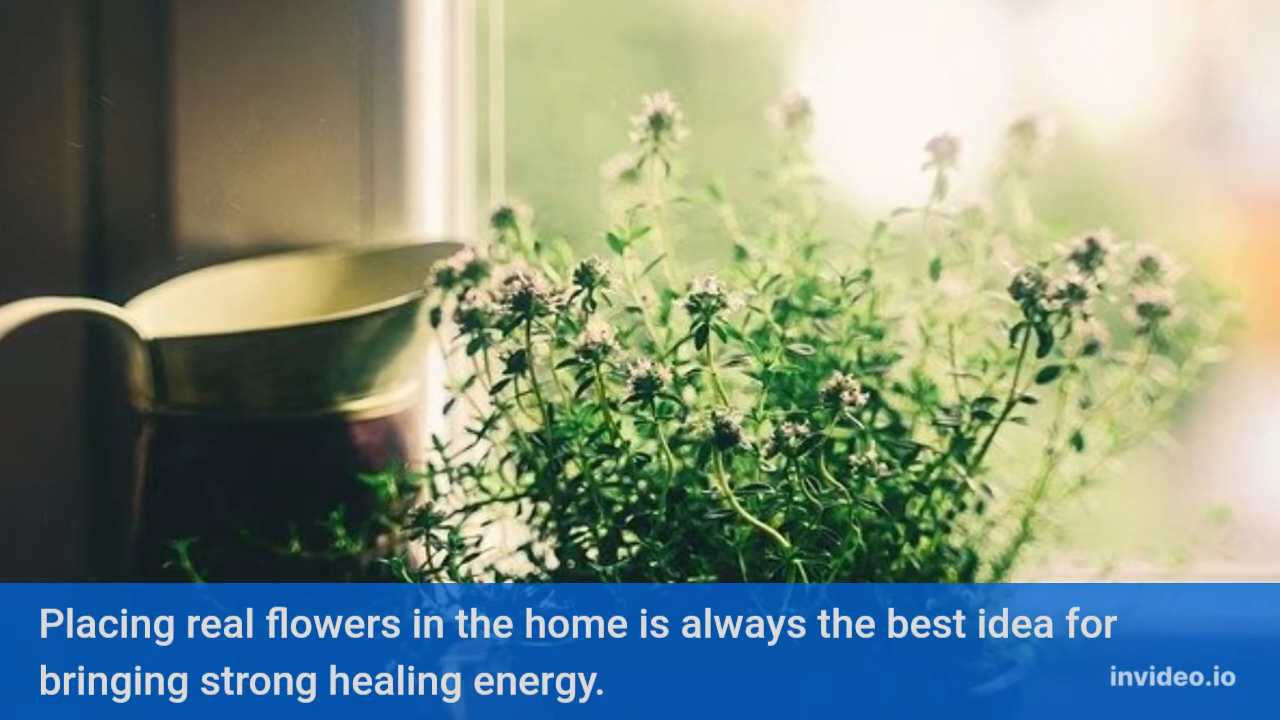 Placing real flowers in the home is always the best idea for
bringing strong healing energy.
invideo.io